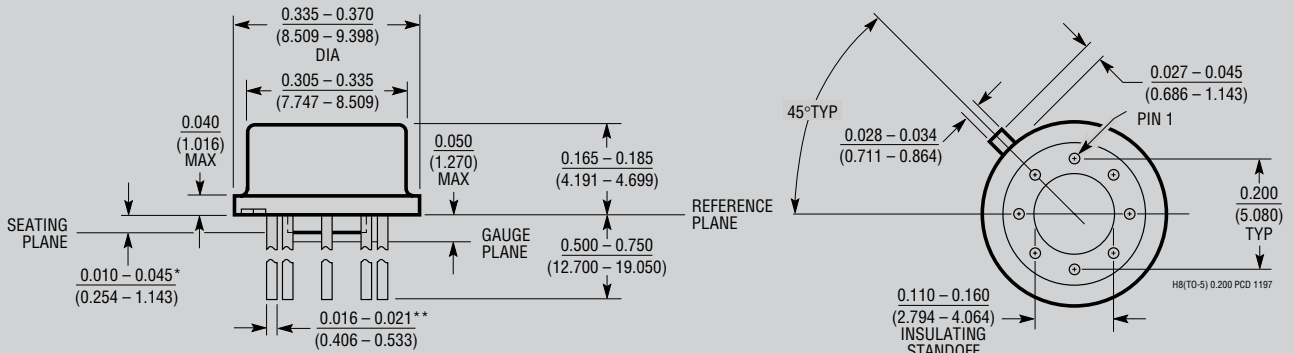 0.335 – 0.370
(8.509 – 9.398)
DIA
0.305 – 0.335
(7.747 – 8.509)
0.040
(1.016)
MAX
0.050
(1.270)
MAX
0.165 – 0.185
(4.191 – 4.699)
SEATING
PLANE
GAUGE
PLANE
REFERENCE
PLANE
0.010 – 0.045*
(0.254 – 1.143)
0.500 – 0.750
(12.700 – 19.050)
0.016 – 0.021**
(0.406 – 0.533)
45°TYP
0.028 – 0.034
(0.711 – 0.864)
0.027 – 0.045
(0.686 – 1.143)
PIN 1
0.200
(5.080)
TYP
H8(TO-5) 0.200 PCD 1197
0.110 – 0.160
(2.794 – 4.064)
INSULATING
STANDOFF